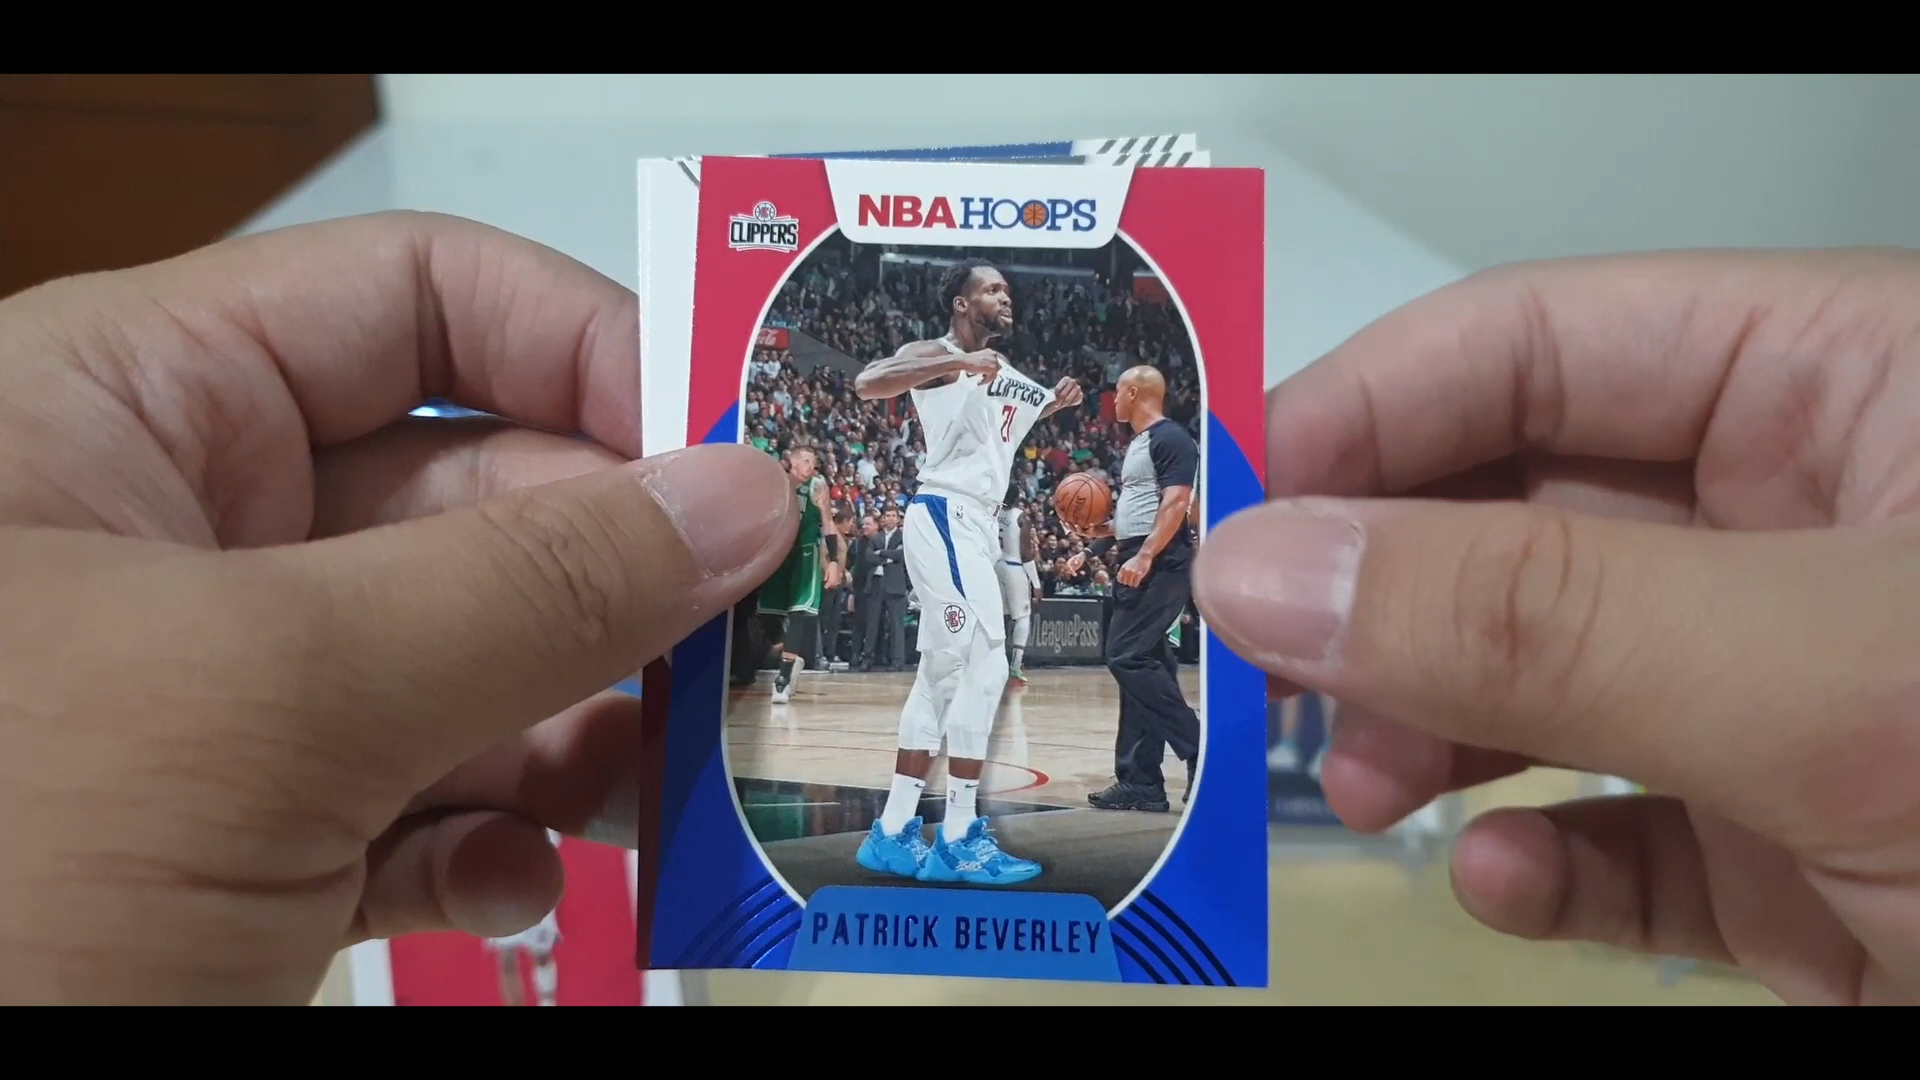 NBA HOOPS
CLIPPERS
CLIPPERS
21
/LeaguePass
PATRICK BEVERLEY